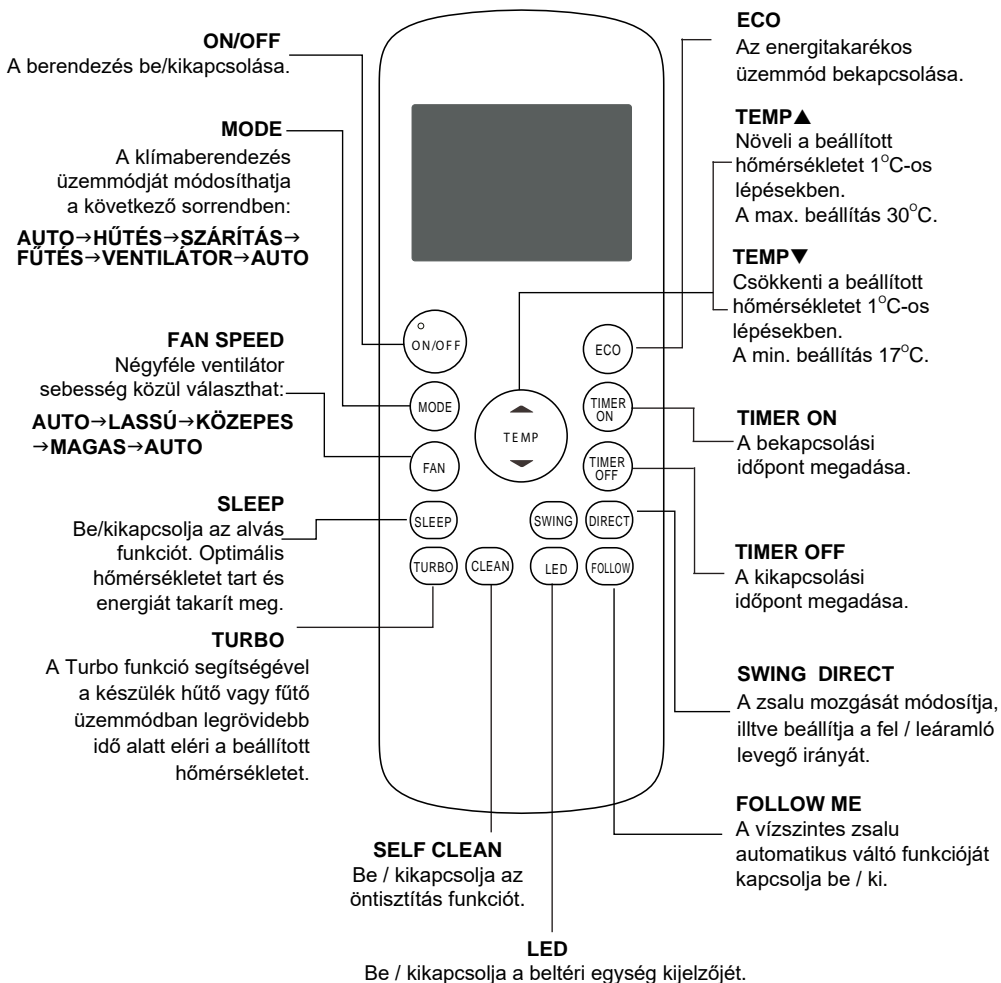 ON/OFF
A berendezés be/kikapcsolása.
MODE
A klímaberendezés
üzemmódját módosíthatja
a következő sorrendben:
AUTO→HŰTÉS→SZÁRÍTÁS→
FŰTÉS→VENTILÁTOR→AUTO
FAN SPEED
Négyféle ventilátor
sebesség közül választhat:
AUTO→LASSÚ→KÖZEPES
→MAGAS→AUTO
SLEEP
Be/kikapcsolja az alvás
funkciót. Optimális
hőmérsékletet tart és
energiát takarít meg.
TURBO
A Turbo funkció segítségével
a készülék hűtő vagy fűtő
üzemmódban legrövidebb
idő alatt eléri a beállított
hőmérsékletet.
ON/OFF
MODE
FAN
SLEEP
TURBO
CLEAN
TEMP
ECO
TIMER
ON
TIMER
OFF
SWING
DIRECT
LED
FOLLOW
SELF CLEAN
Be / kikapcsolja az
öntisztítás funkciót.
LED
Be / kikapcsolja a beltéri egység kijelzőjét.
ECO
Az energitakarékos
üzemmód bekapcsolása.
TEMP▲
Növeli a beállított
hőmérsékletet 1°C-os
lépésekben.
A max. beállítás 30°C.
TEMP▼
Csökkenti a beállított
hőmérsékletet 1°C-os
lépésekben.
A min. beállítás 17°C.
TIMER ON
A bekapcsolási
időpont megadása.
TIMER OFF
A kikapcsolási
időpont megadása.
SWING DIRECT
A zsalu mozgását módosítja,
illtve beállítja a fel / leáramló
levegő irányát.
FOLLOW ME
A vízszintes zsalu
automatikus váltó funkcióját
kapcsolja be / ki.